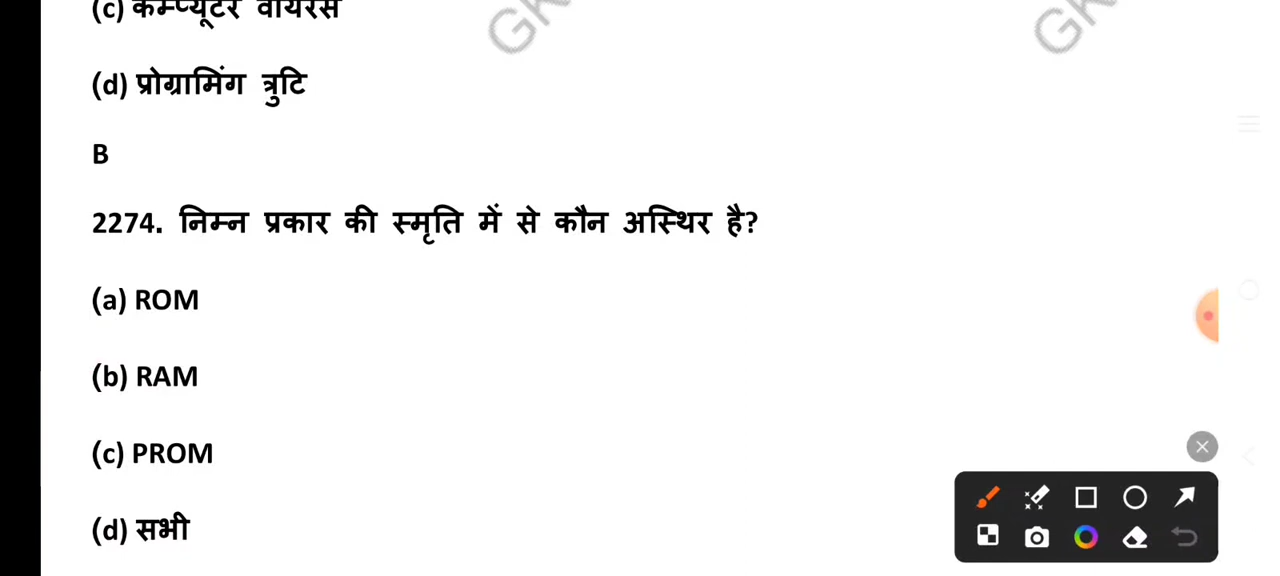 (c) कम्प्यूटर वायरस
(d) प्रोग्रामिंग त्रुटि
B
2274. निम्न प्रकार की स्मृति में से कौन अस्थिर है?
(a) ROM
(b) RAM
(c) PROM
(d) सभी